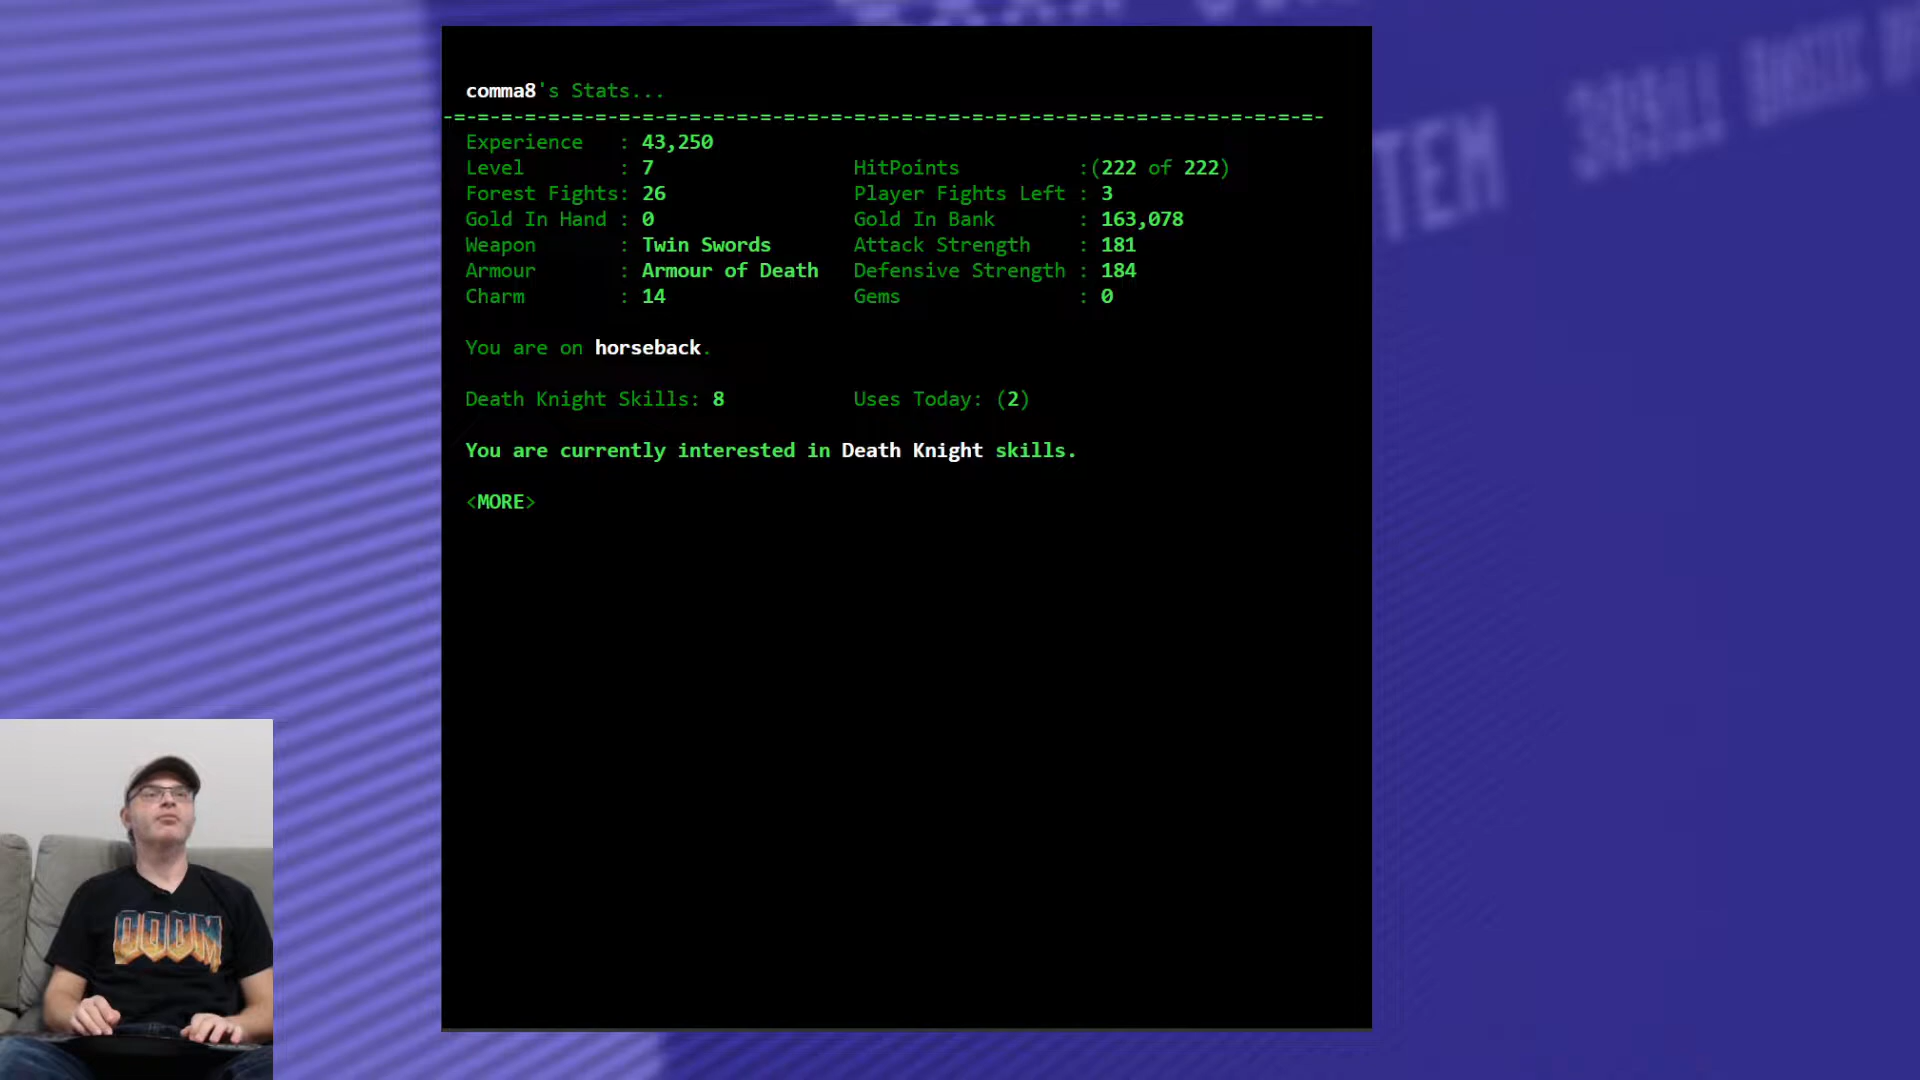 comma8's Stats...
-=-=-=-=-=-=-=-=-=-=-=-=-=-=-=-=-=-=-=-=-=-=-=-=-=-=-=-=-=-=-=-=-=-=-=-=-=-
Experience : 43,250
Level : 7 HitPoints :(222 of 222)
Forest Fights: 26 Player Fights Left : 3
Gold In Hand : 0 Gold In Bank : 163,078
Weapon : Twin Swords Attack Strength : 181
Armour : Armour of Death Defensive Strength : 184
Charm : 14 Gems : 0
You are on horseback.
Death Knight Skills: 8 Uses Today: (2)
You are currently interested in Death Knight skills.
<MORE>
DOOM
BASIC